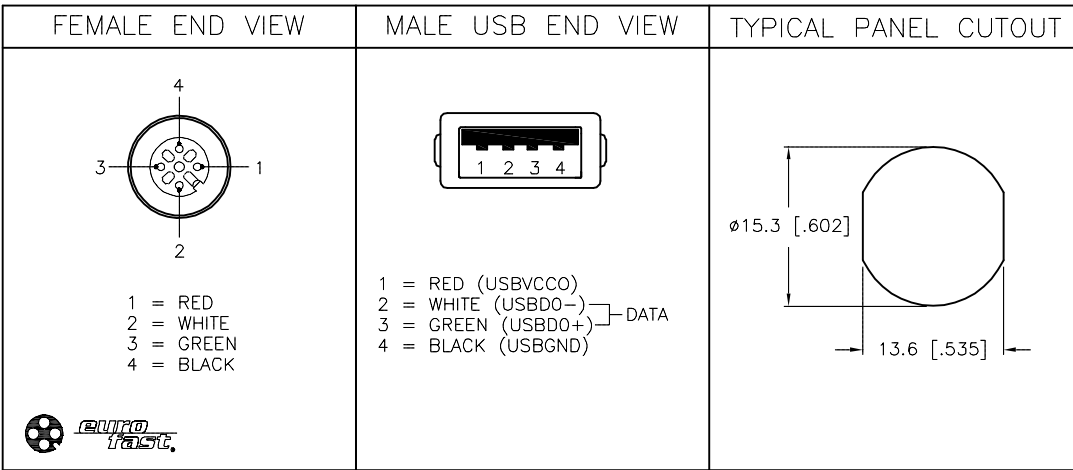 FEMALE END VIEW
4
3
1
2
1 = RED
2 = WHITE
3 = GREEN
4 = BLACK
euro
fast.
MALE USB END VIEW
1 2 3 4
1 = RED (USBVCCO)
2 = WHITE (USBDO-)
3 = GREEN (USBDO+)
DATA
4 = BLACK (USBGND)
TYPICAL PANEL CUTOUT
ø15.3 [.602]
13.6 [.535]